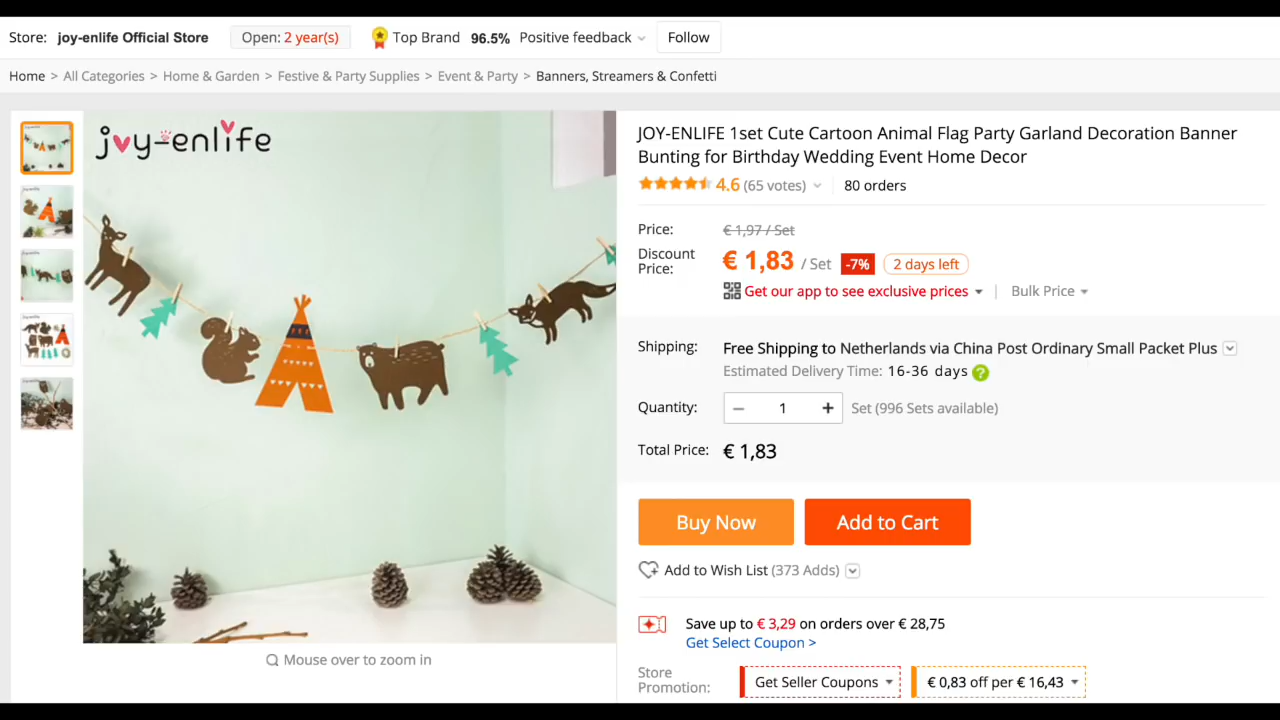 Store: joy-enlife Official Store Open: 2 year(s) Top Brand 96.5% Positive feedback Follow
Home > All Categories > Home & Garden > Festive & Party Supplies > Event & Party > Banners, Streamers & Confetti
joy-enlife
JOY-ENLIFE 1set Cute Cartoon Animal Flag Party Garland Decoration Banner
Bunting for Birthday Wedding Event Home Decor
4.6 (65 votes) 80 orders
Price: € 1,97 / Set
Discount
Price: € 1,83 / Set -7% 2 days left
Get our app to see exclusive prices | Bulk Price
Shipping: Free Shipping to Netherlands via China Post Ordinary Small Packet Plus
Estimated Delivery Time: 16-36 days ?
Quantity: − 1 + Set (996 Sets available)
Total Price: € 1,83
Buy Now Add to Cart
Add to Wish List (373 Adds)
Save up to € 3,29 on orders over € 28,75
Get Select Coupon >
Mouse over to zoom in
Store
Promotion: Get Seller Coupons € 0,83 off per € 16,43